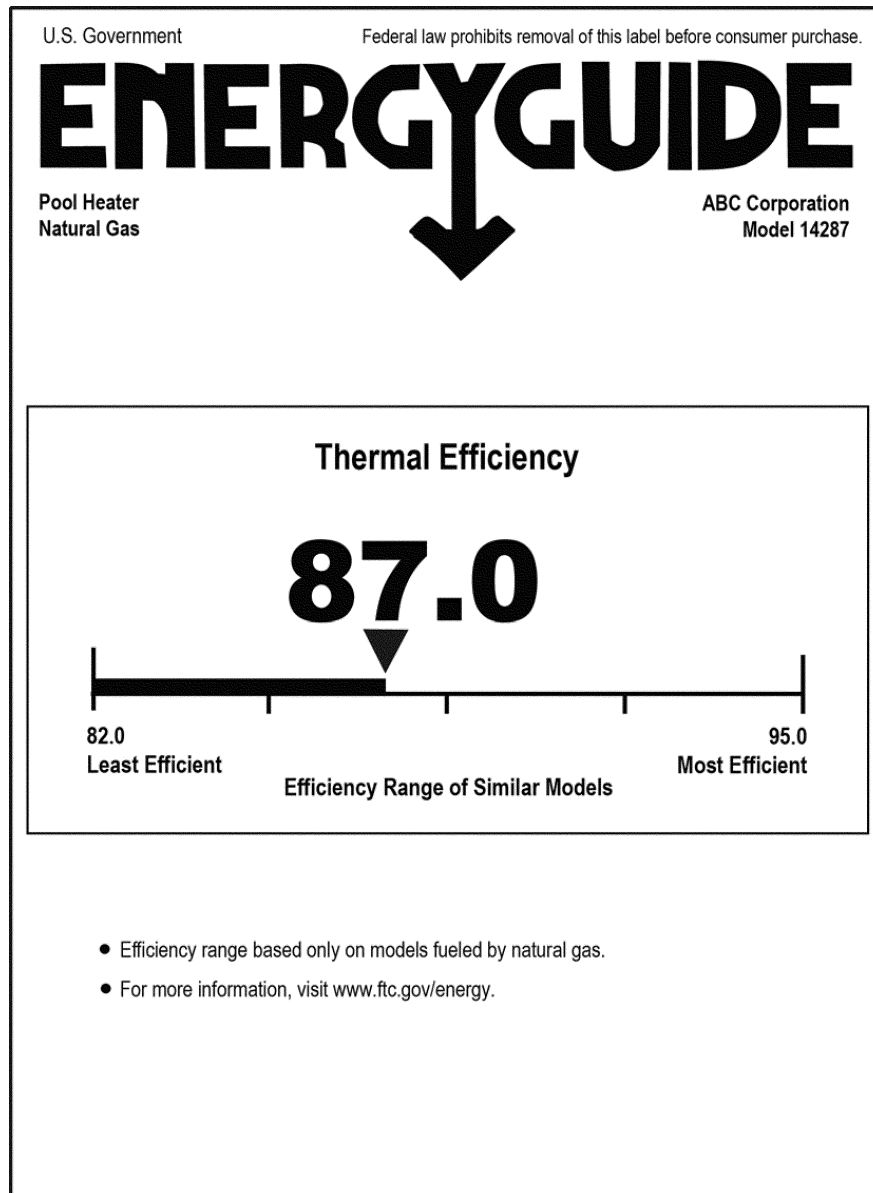 U.S. Government Federal law prohibits removal of this label before consumer purchase.
ENERGYGUIDE
Pool Heater
Natural Gas
ABC Corporation
Model 14287
Thermal Efficiency
87.0
82.0
Least Efficient
95.0
Most Efficient
Efficiency Range of Similar Models
● Efficiency range based only on models fueled by natural gas.
● For more information, visit www.ftc.gov/energy.